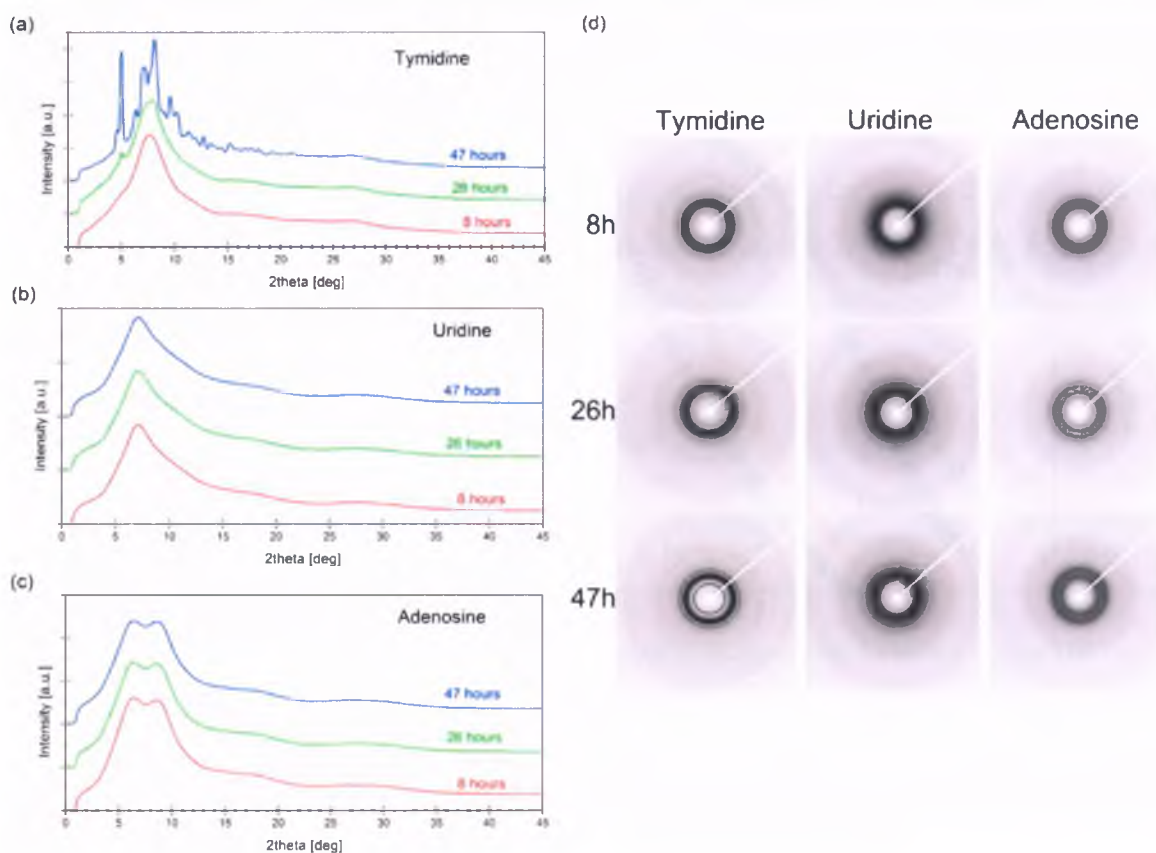 (a)
Tymidine
Intensity [a.u.]
47 hours
28 hours
8 hours
0 5 10 15 20 25 30 35 40 45
2theta [deg]
(b)
Uridine
Intensity [a.u.]
47 hours
26 hours
8 hours
0 5 10 15 20 25 30 35 40 45
2theta [deg]
(c)
Adenosine
Intensity [a.u.]
47 hours
26 hours
8 hours
0 5 10 15 20 25 30 35 40 45
2theta [deg]
(d)
Tymidine Uridine Adenosine
8h
26h
47h